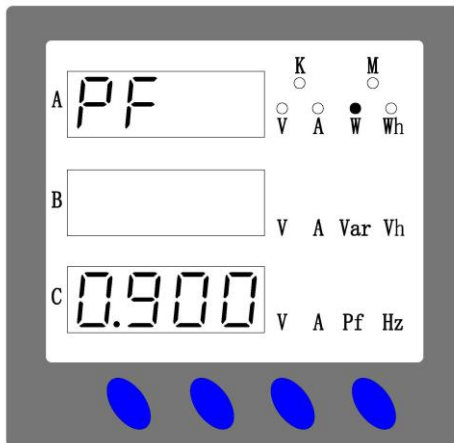 K M
A PF
V A W Wh
B
V A Var Vh
C 0.900
V A Pf Hz